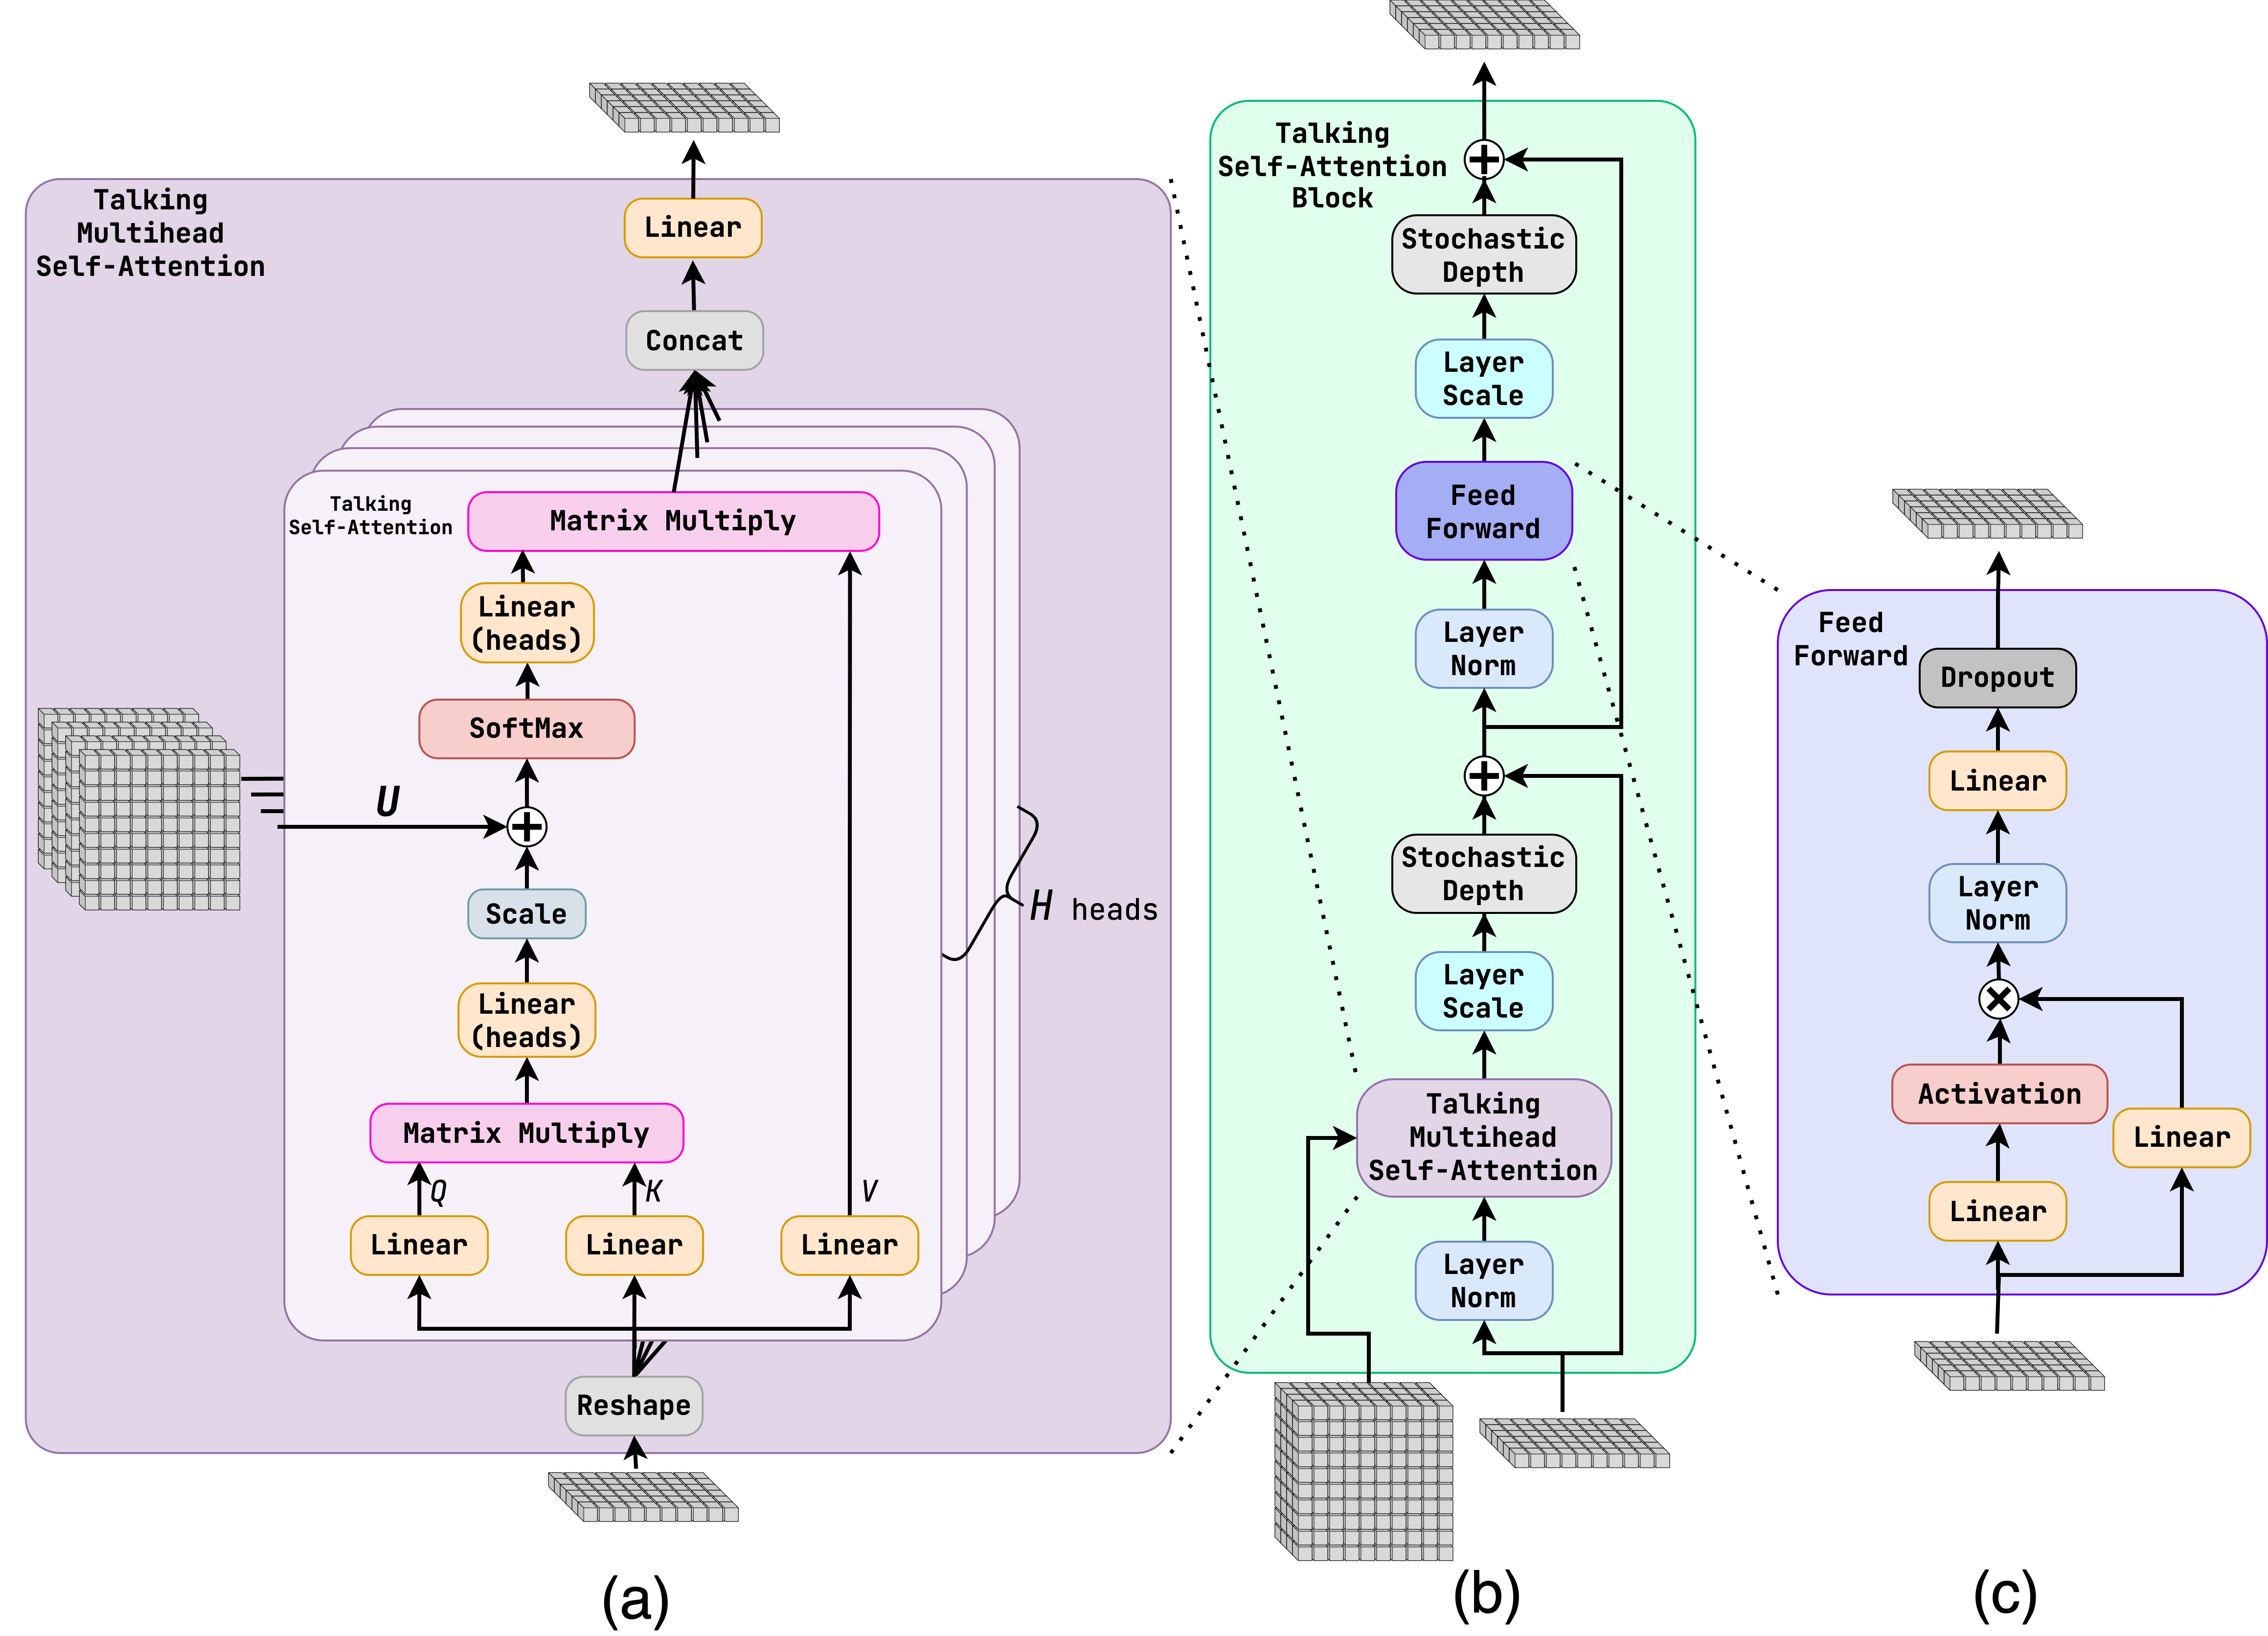 Talking
Multihead
Self-Attention
Linear
Concat
Talking
Self-Attention
Matrix Multiply
Linear
(heads)
SoftMax
U
Scale
H heads
Linear
(heads)
Matrix Multiply
Q
K
V
Linear
Linear
Linear
Reshape
(a)
Talking
Self-Attention
Block
Stochastic
Depth
Layer
Scale
Feed
Forward
Layer
Norm
Stochastic
Depth
Layer
Scale
Talking
Multihead
Self-Attention
Layer
Norm
(b)
Feed
Forward
Dropout
Linear
Layer
Norm
Activation
Linear
Linear
(c)